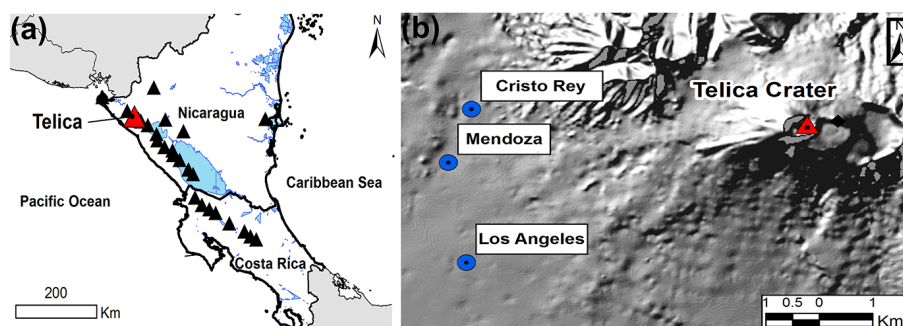 (a)
N
Nicaragua
Telica
Caribbean Sea
Pacific Ocean
Costa Rica
200
Km
(b)
N
Cristo Rey
Telica Crater
Mendoza
Los Angeles
1 0.5 0 1
Km